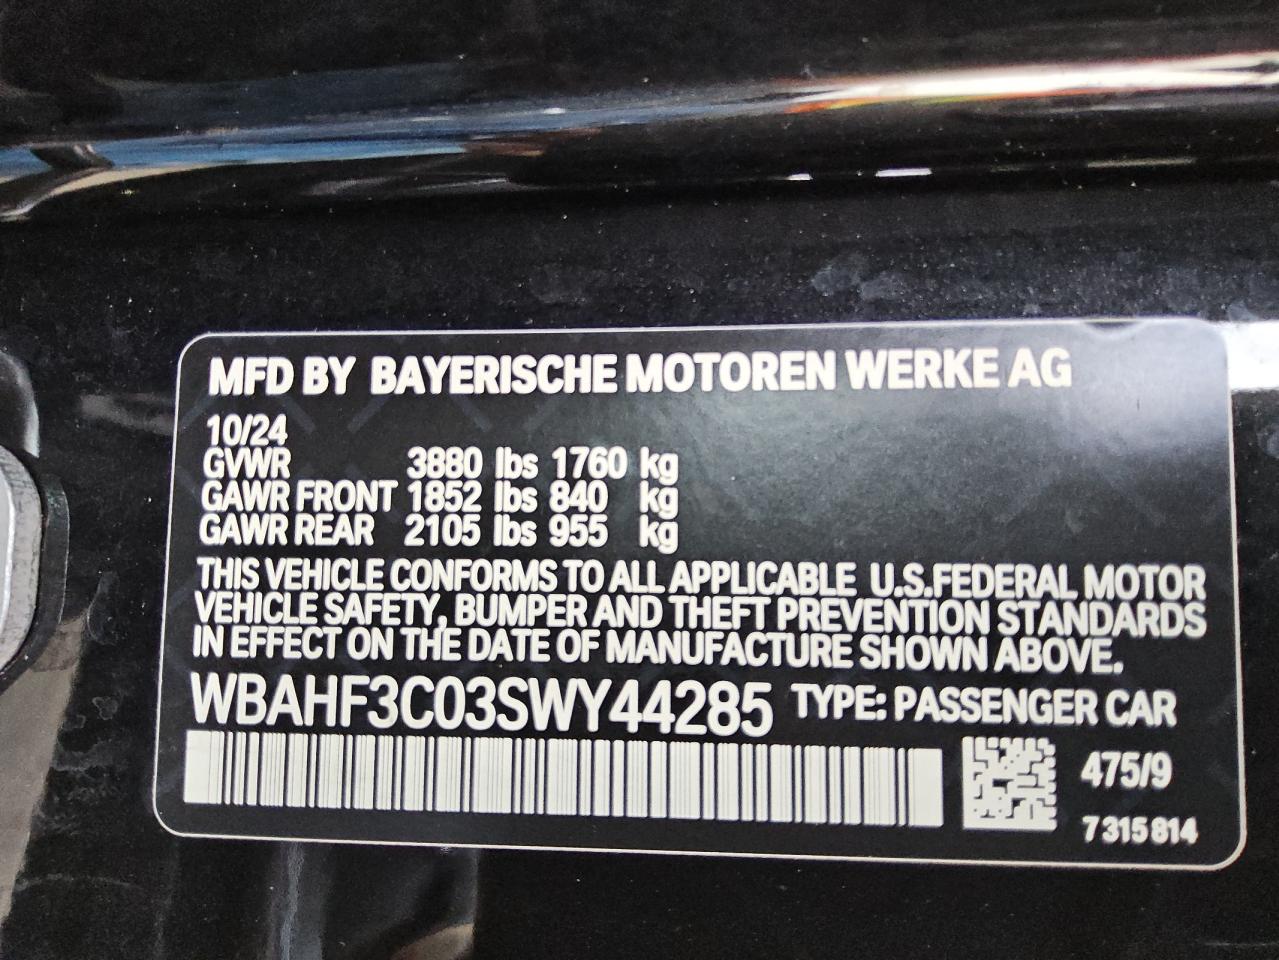 MFD BY BAYERISCHE MOTOREN WERKE AG
10/24
GVWR 3880 lbs 1760 kg
GAWR FRONT 1852 lbs 840 kg
GAWR REAR 2105 lbs 955 kg
THIS VEHICLE CONFORMS TO ALL APPLICABLE U.S.FEDERAL MOTOR
VEHICLE SAFETY, BUMPER AND THEFT PREVENTION STANDARDS
IN EFFECT ON THE DATE OF MANUFACTURE SHOWN ABOVE.
WBAHF3C03SWY44285 TYPE: PASSENGER CAR
475/9
7 315 814